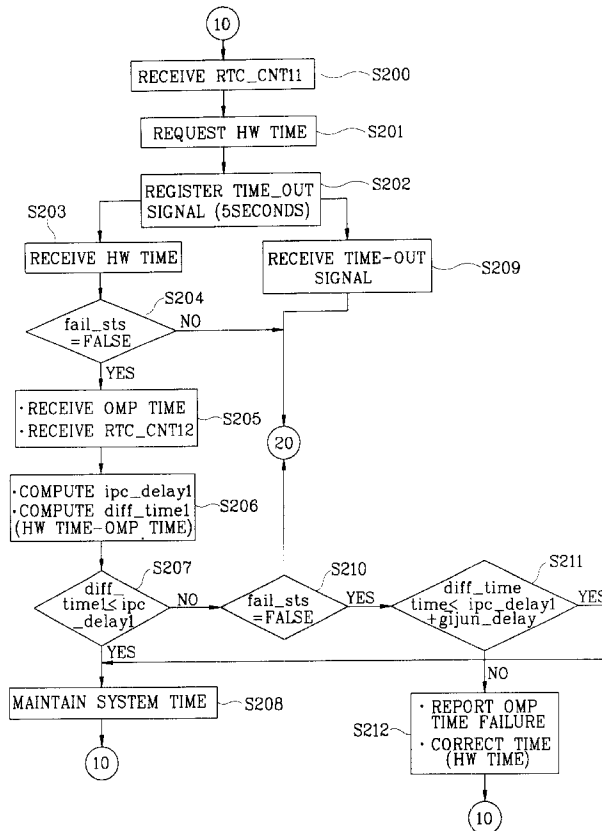 10
RECEIVE RTC_CNT11
S200
REQUEST HW TIME
S201
REGISTER TIME_OUT
SIGNAL (5SECONDS)
S202
S203
RECEIVE HW TIME
RECEIVE TIME-OUT
SIGNAL
S209
S204
fail_sts
=FALSE
NO
YES
·RECEIVE OMP TIME
·RECEIVE RTC_CNT12
S205
20
·COMPUTE ipc_delay1
·COMPUTE diff_time1
(HW TIME-OMP TIME)
S206
S207
diff_
time1≤ipc
_delay1
NO
YES
S210
fail_sts
=FALSE
YES
S211
diff_time
time< ipc_delay1
+gijun_delay
YES
NO
MAINTAIN SYSTEM TIME
S208
10
· REPORT OMP
TIME FAILURE
· CORRECT TIME
(HW TIME)
S212
10